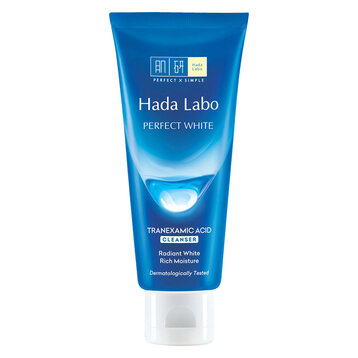 肌研
Hada
Labo
PERFECT × SIMPLE
Hada Labo
PERFECT WHITE
TRANEXAMIC ACID
CLEANSER
Radiant White
Rich Moisture
Dermatologically Tested